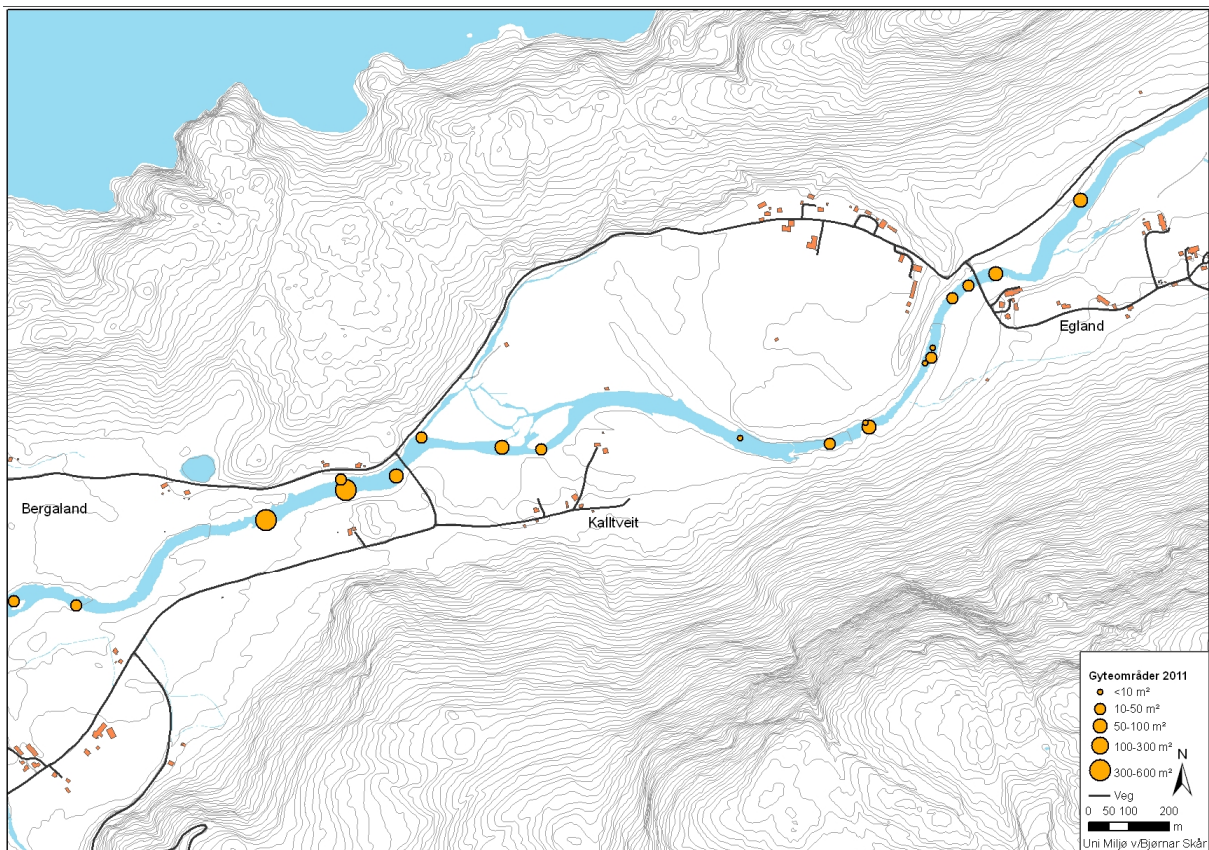 Egland
Bergaland
Kalltveit
Gyteområder 2011
<10 m²
10-50 m²
50-100 m²
100-300 m²
300-600 m²
N
Veg
0 50 100 200
m
Uni Miljø v/Bjørnar Skår